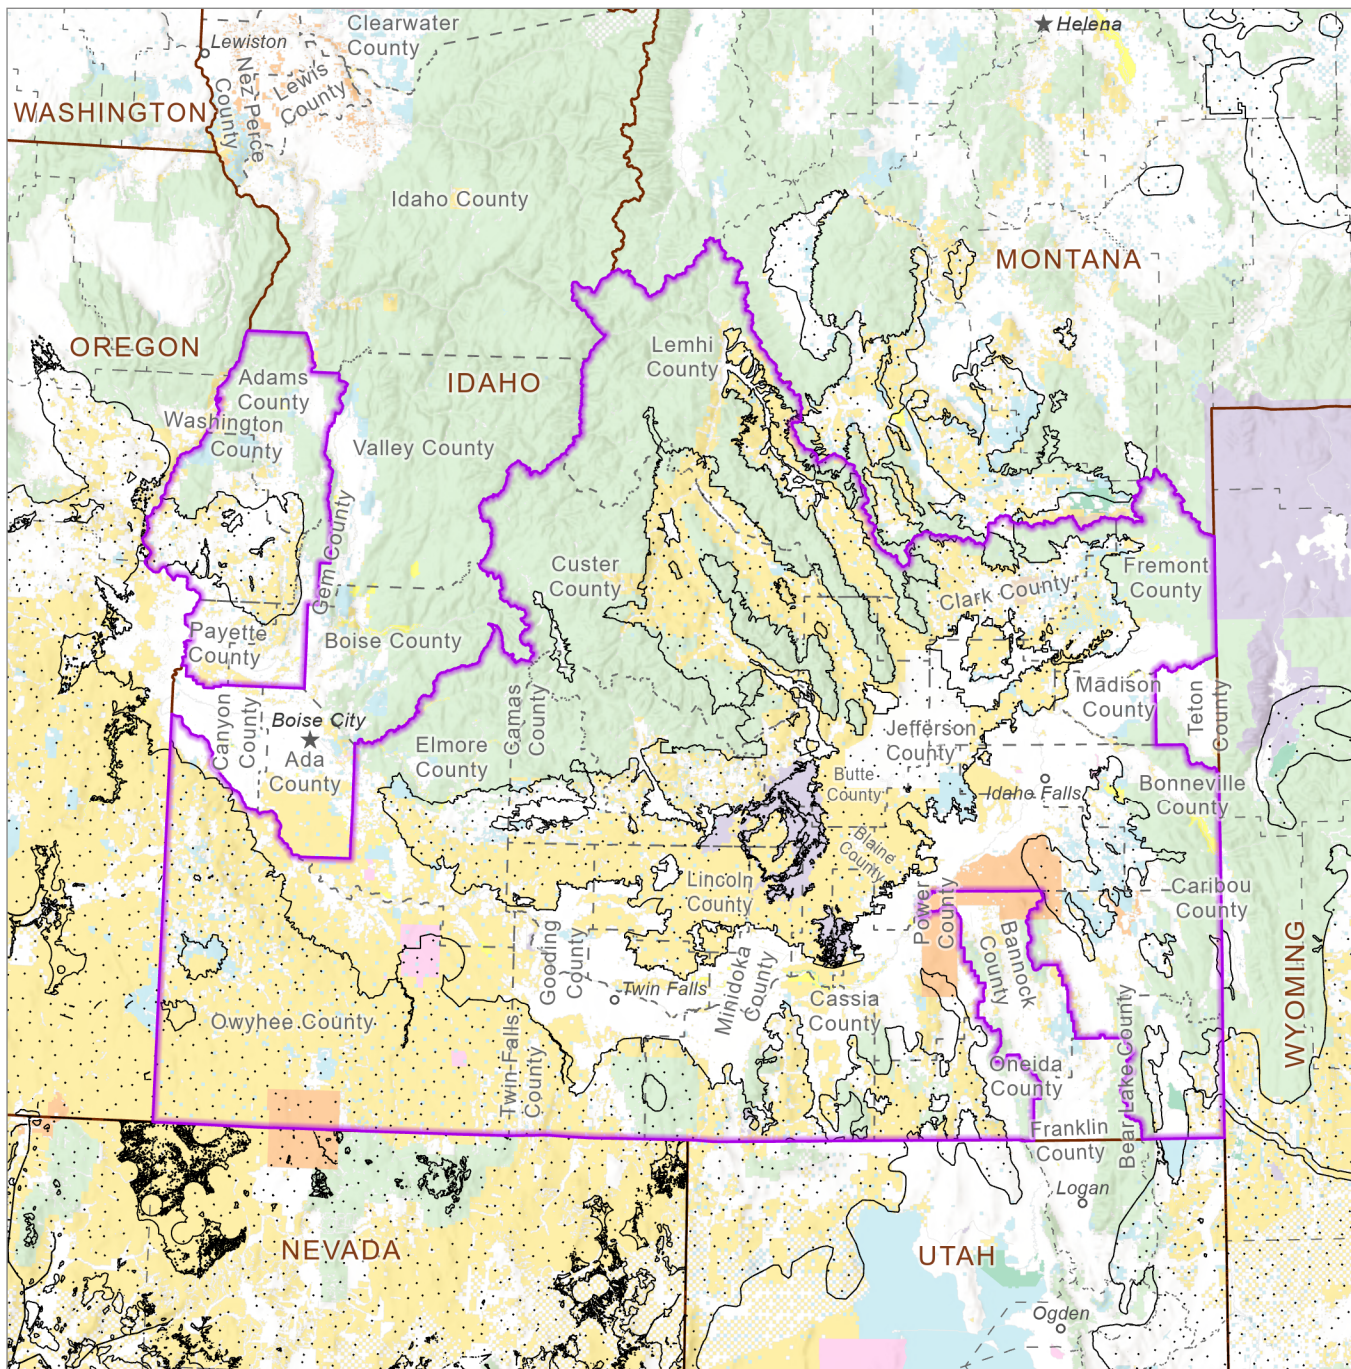 Clearwater
County
Helena
Lewiston
Lewis
County
Nez Perce
County
WASHINGTON
Idaho County
MONTANA
OREGON
Lemhi
County
IDAHO
Adams
County
Washington
County
Valley County
Gem County
Custer
County
Fremont
County
Clark County
Payette
County
Boise County
Madison
County
Teton
County
Canyon
County
Boise City
Ada
County
Camas
County
Elmore
County
Jefferson
County
Butte
County
Idaho Falls
Bonneville
County
Blaine
County
Lincoln
County
Caribou
County
Power
County
Bannock
County
Gooding
County
Minidoka
County
Twin Falls
Cassia
County
WYOMING
Owyhee County
Twin Falls
County
Oneida
County
Bear Lake County
Franklin
County
Logan
NEVADA
UTAH
Ogden